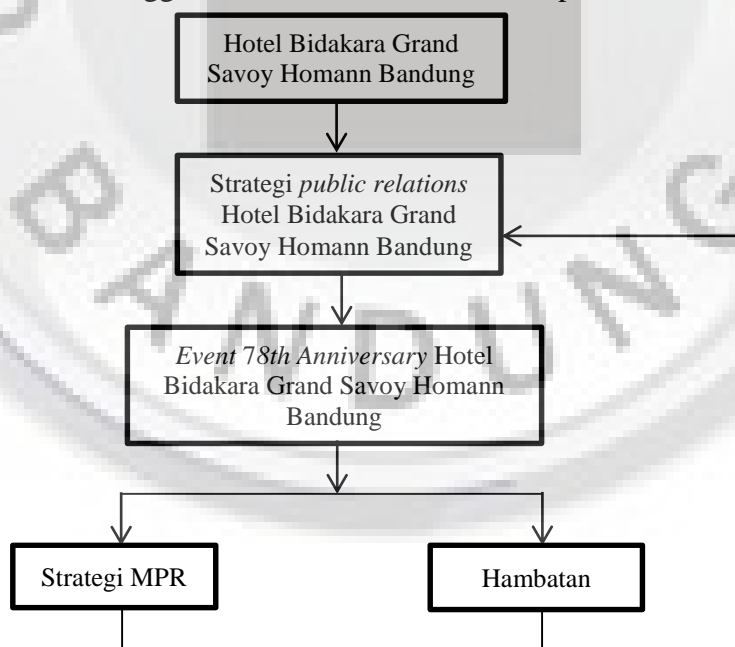 Hotel Bidakara Grand
Savoy Homann Bandung
Strategi public relations
Hotel Bidakara Grand
Savoy Homann Bandung
Event 78th Anniversary Hotel
Bidakara Grand Savoy Homann
Bandung
Strategi MPR
Hambatan
BANDUNG